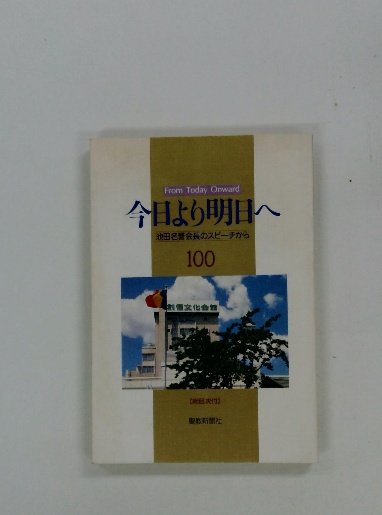 From Today Onward
今日より明日へ
池田名誉会長のスピーチから
100
創価文化会館
聖教新聞社